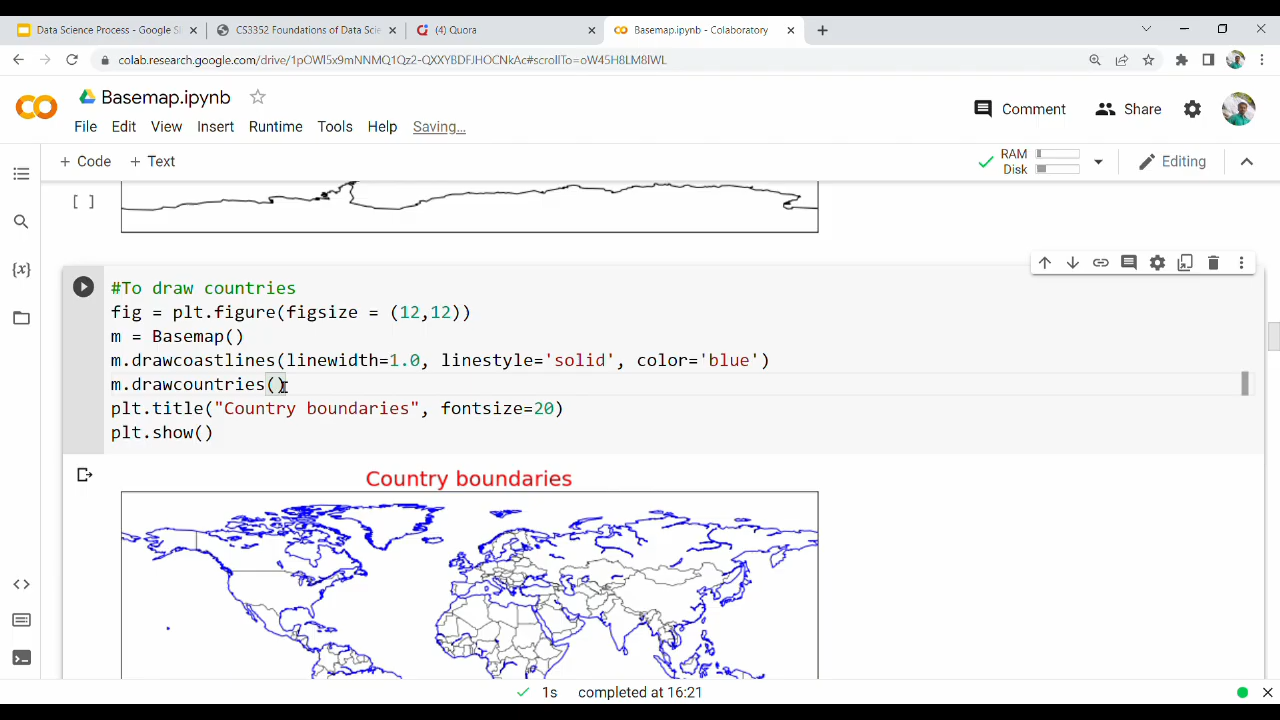 Data Science Process - Google Sl
CS3352 Foundations of Data Scie
(4) Quora
Basemap.ipynb - Colaboratory
colab.research.google.com/drive/1pOWl5x9mNNMQ1Qz2-QXXYBDFJHOCNkAc#scrollTo=oW45H8LM8lWL
Basemap.ipynb
Comment
Share
File Edit View Insert Runtime Tools Help Saving...
+ Code + Text
RAM
Disk
Editing
[ ]
#To draw countries
fig = plt.figure(figsize = (12,12))
m = Basemap()
m.drawcoastlines(linewidth=1.0, linestyle='solid', color='blue')
m.drawcountries()
plt.title("Country boundaries", fontsize=20)
plt.show()
Country boundaries
1s completed at 16:21